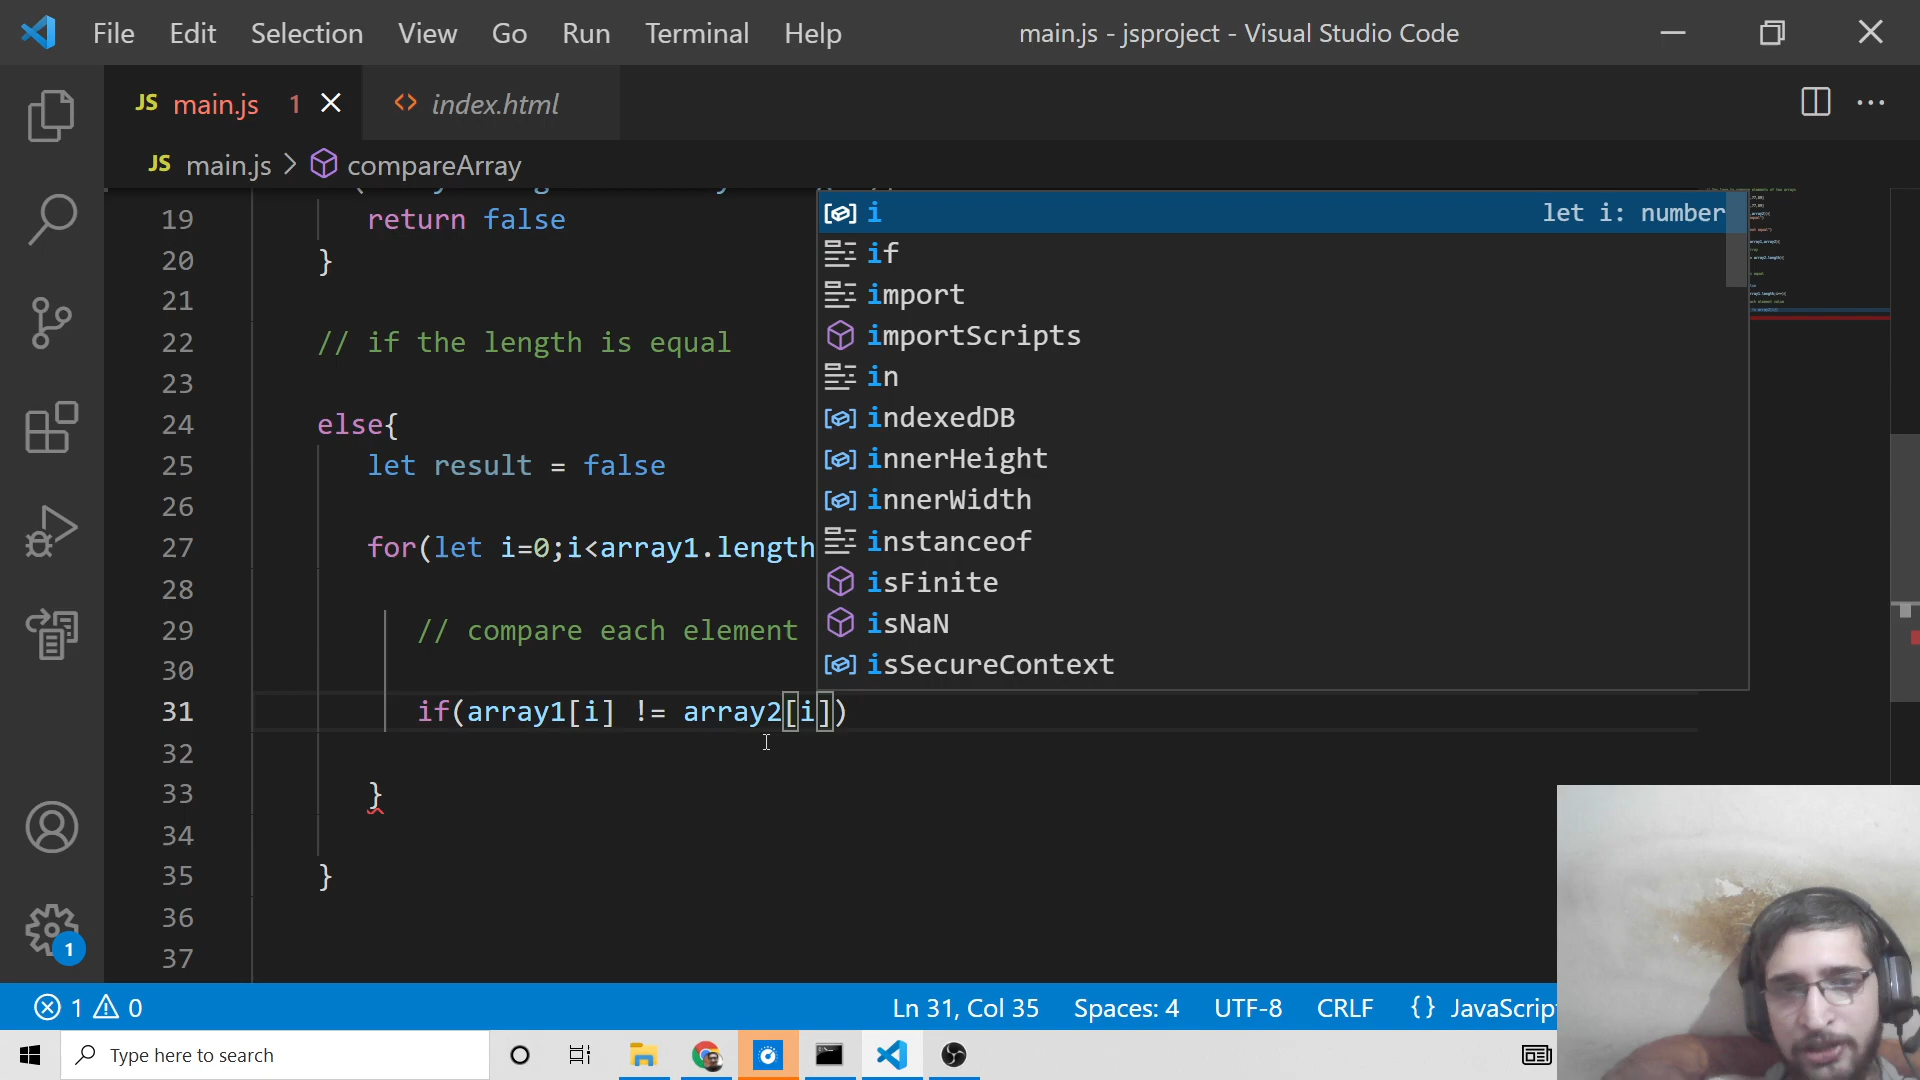 File Edit Selection View Go Run Terminal Help main.js - jsproject - Visual Studio Code
JS main.js 1 <> index.html
JS main.js > compareArray
19 return false
20 }
21
22 // if the length is equal
23
24 else{
25 let result = false
26
27 for(let i=0;i<array1.length
28
29 // compare each element
30
31 if(array1[i] != array2[i])
32
33 }
34
35 }
36
37
i let i: number
if
import
importScripts
in
indexedDB
innerHeight
innerWidth
instanceof
isFinite
isNaN
isSecureContext
1
1 0 Ln 31, Col 35 Spaces: 4 UTF-8 CRLF {} JavaScrip
Type here to search